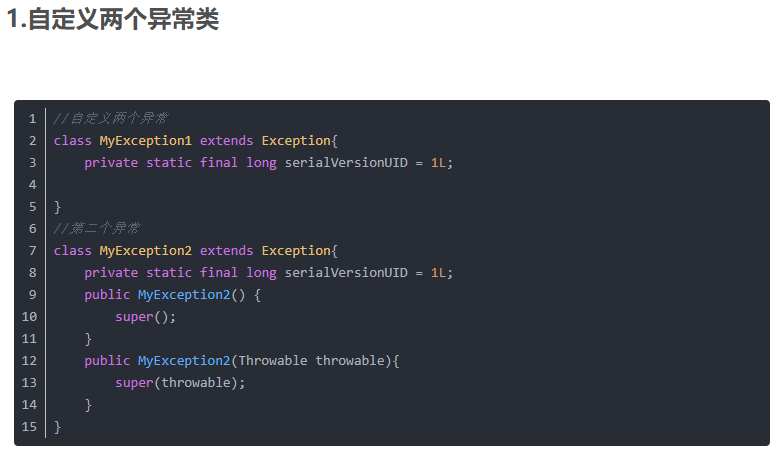 1.自定义两个异常类
1 //自定义两个异常
2 class MyException1 extends Exception{
3     private static final long serialVersionUID = 1L;
4
5 }
6 //第二个异常
7 class MyException2 extends Exception{
8     private static final long serialVersionUID = 1L;
9     public MyException2() {
10         super();
11     }
12     public MyException2(Throwable throwable){
13         super(throwable);
14     }
15 }